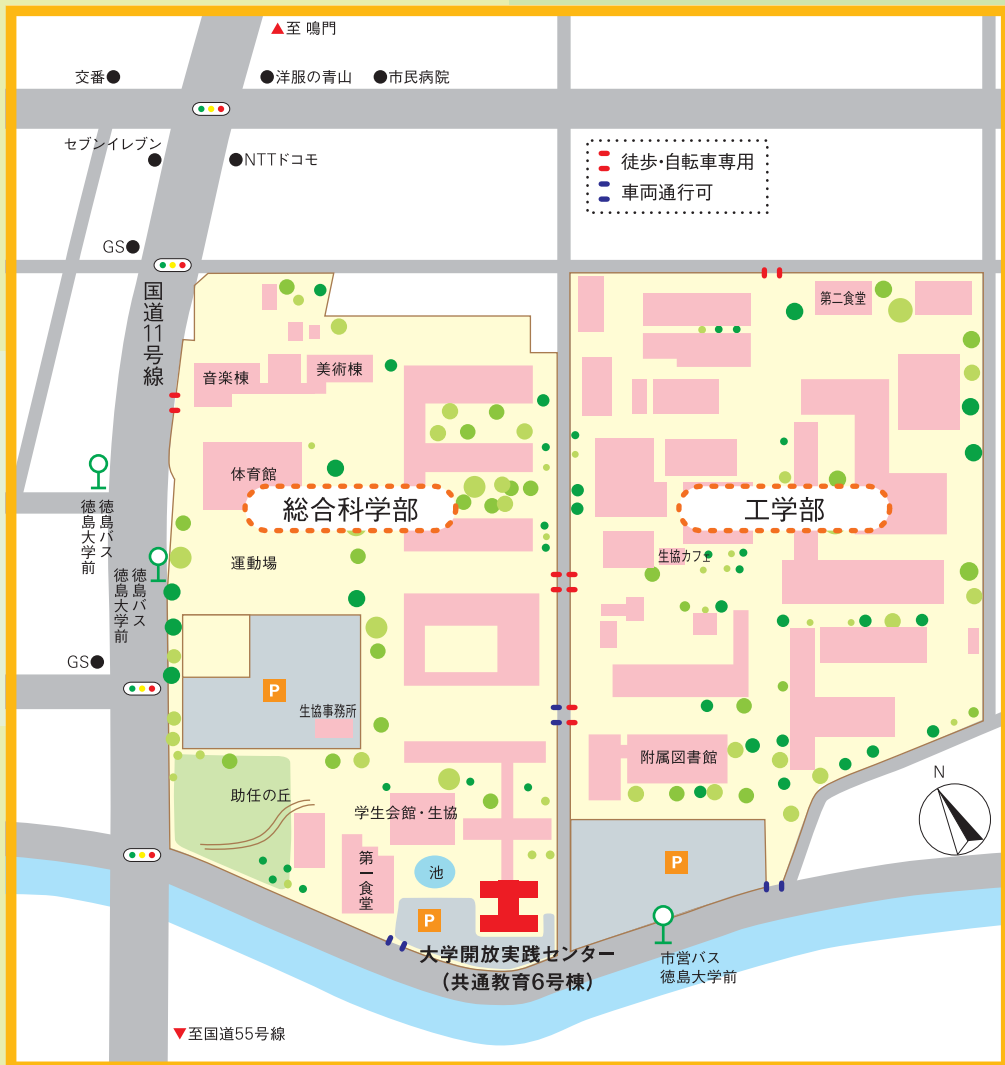 ▲至 鳴門
交番●
●洋服の青山
●市民病院
セブンイレブン
●NTTドコモ
徒歩・自転車専用
車両通行可
GS●
国道11号線
第二食堂
音楽棟
美術棟
体育館
総合科学部
工学部
徳島バス
徳島大学前
運動場
生協カフェ
徳島バス
徳島大学前
GS●
P
生協事務所
附属図書館
N
助任の丘
学生会館・生協
第一食堂
池
P
P
大学開放実践センター
（共通教育6号棟）
市営バス
徳島大学前
▼至国道55号線